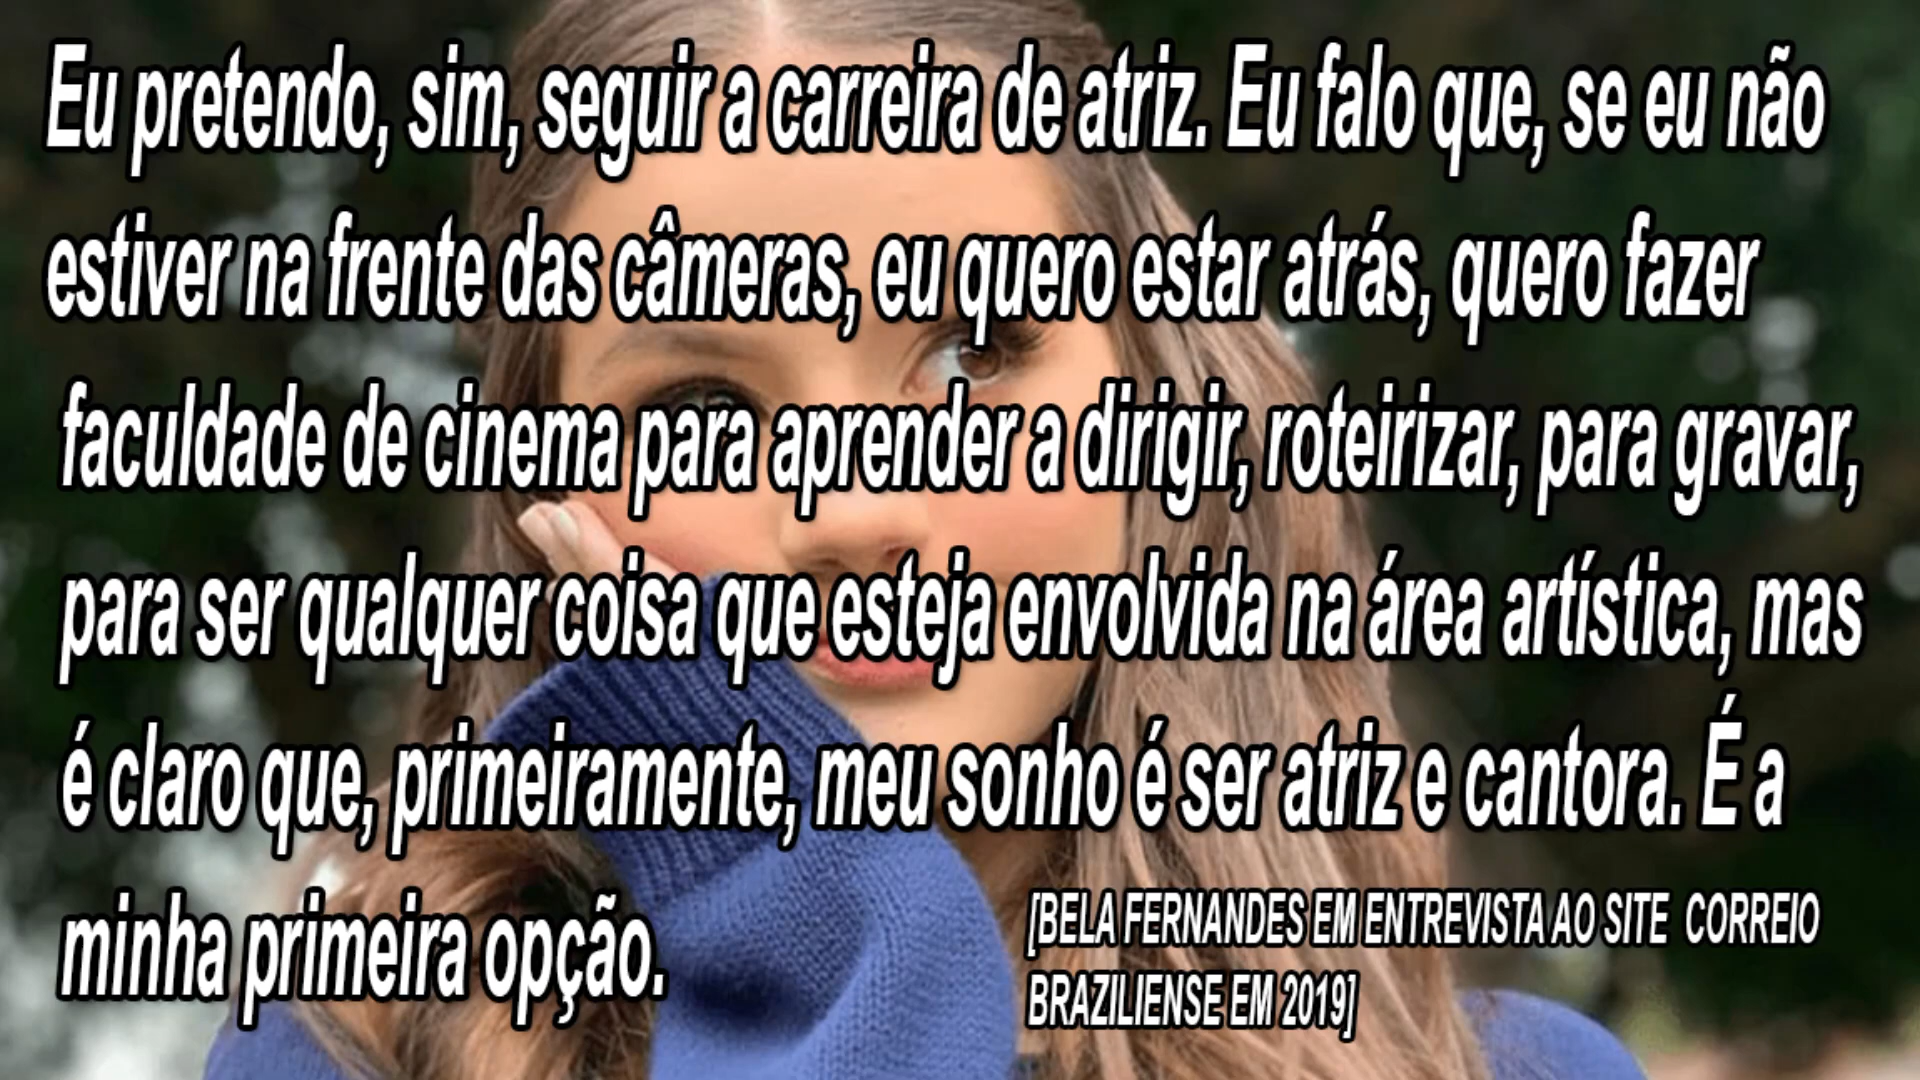 Eu pretendo, sim, seguir a carreira de atriz. Eu falo que, se eu não
estiver na frente das câmeras, eu quero estar atrás, quero fazer
faculdade de cinema para aprender a dirigir, roteirizar, para gravar,
para ser qualquer coisa que esteja envolvida na área artística, mas
é claro que, primeiramente, meu sonho é ser atriz e cantora. É a
minha primeira opção.
[BELA FERNANDES EM ENTREVISTA AO SITE CORREIO
BRAZILIENSE EM 2019]